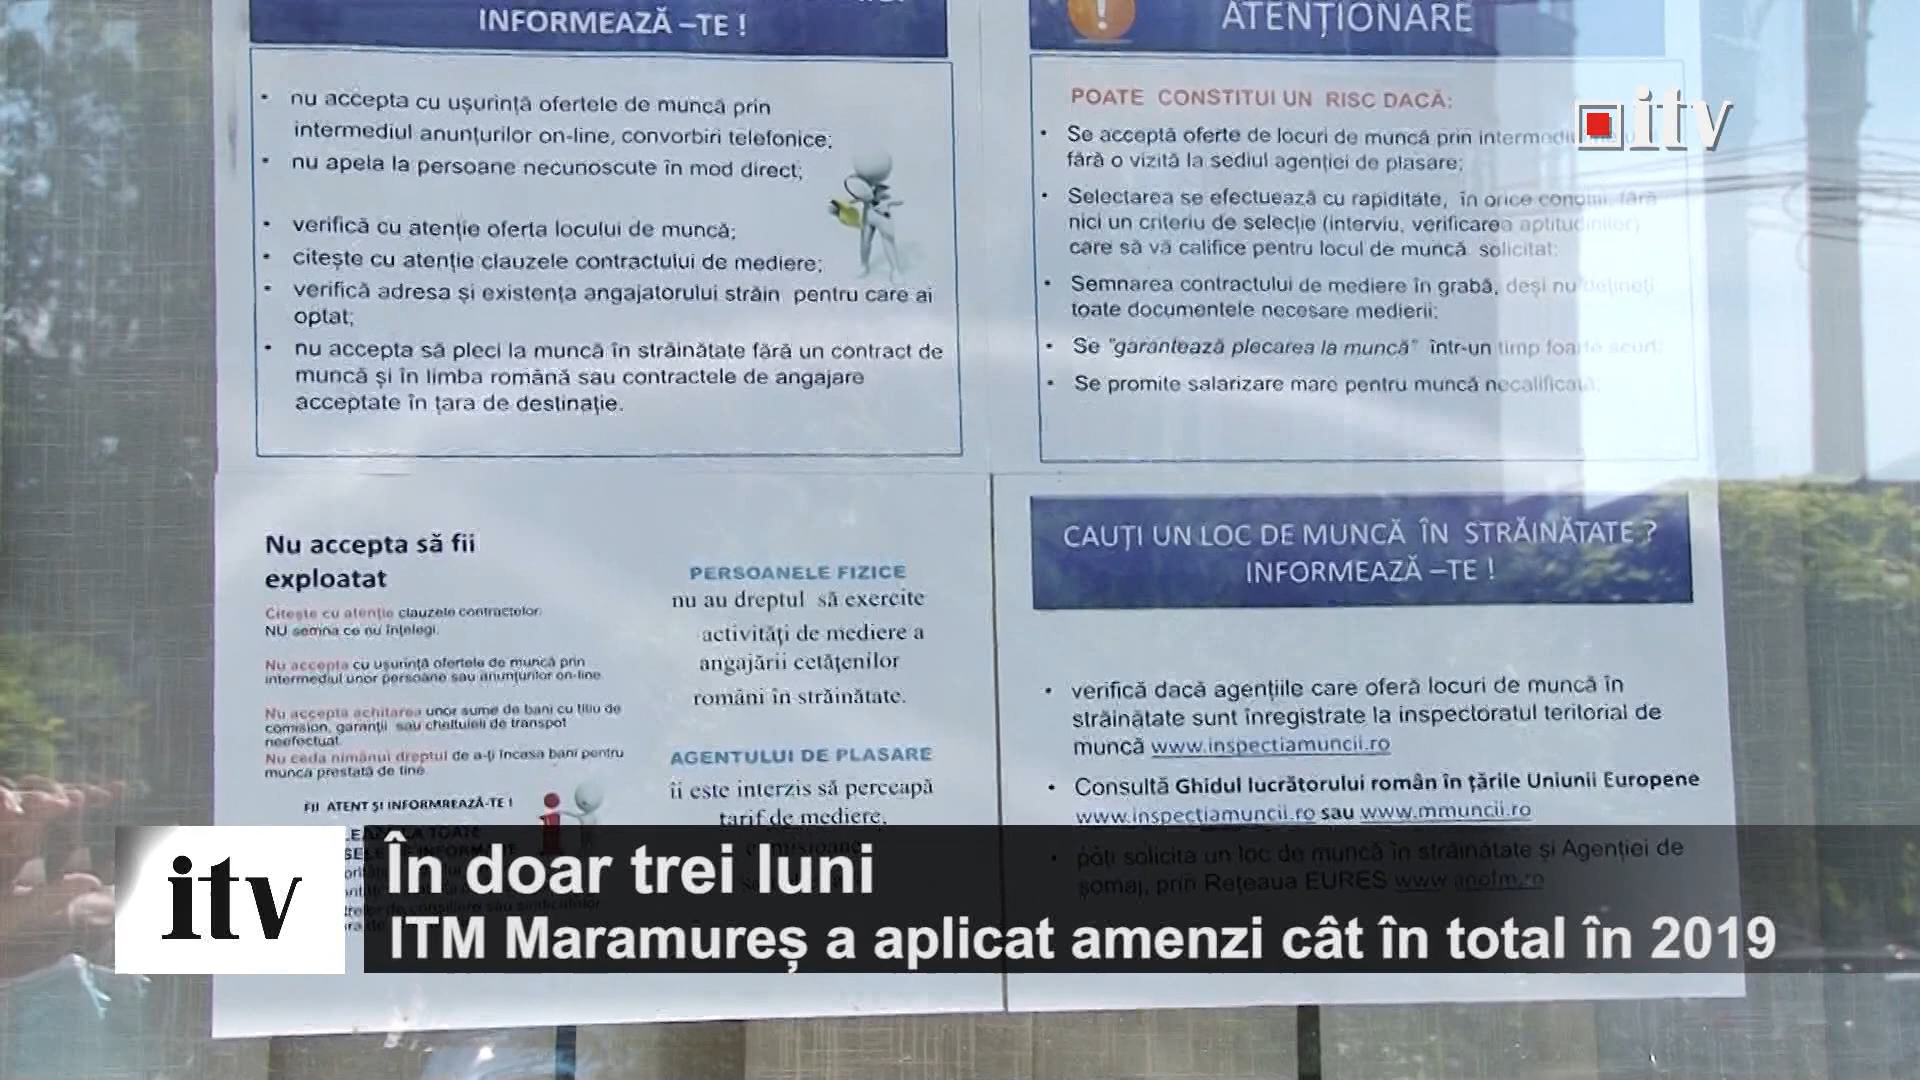 INFORMEAZĂ –TE !
• nu accepta cu ușurință ofertele de muncă prin
intermediul anunțurilor on-line, convorbiri telefonice;
• nu apela la persoane necunoscute în mod direct;
• verifică cu atenție oferta locului de muncă;
• citește cu atenție clauzele contractului de mediere;
• verifică adresa și existența angajatorului străin pentru care ai
optat;
• nu accepta să pleci la muncă în străinătate fără un contract de
muncă și în limba română sau contractele de angajare
acceptate în țara de destinație.
!
ATENȚIONARE
POATE CONSTITUI UN RISC DACĂ:
• Se acceptă oferte de locuri de muncă prin
fără o vizită la sediul agenției de plasare;
• Selectarea se efectuează cu rapiditate, în orice condiții, fără
nici un criteriu de selecție (interviu, verificarea aptitudinilor)
care să vă califice pentru locul de muncă solicitat;
• Semnarea contractului de mediere în grabă, deși nu dețineți
toate documentele necesare medierii;
• Se "garantează plecarea la muncă" într-un timp foarte scurt;
• Se promite salarizare mare pentru muncă necalificată;
itv
Nu accepta să fii
exploatat
Citește cu atenție clauzele contractelor.
NU semna ce nu înțelegi.
Nu accepta cu ușurință ofertele de muncă prin
intermediul unor persoane sau anunțurilor on-line.
Nu accepta achitarea unor sume de bani cu titlu de
comision, garanții sau cheltuieli de transpot
neefectuat.
Nu ceda nimănui dreptul de a-ți încasa bani pentru
munca prestată de tine.
FII ATENT ȘI INFORMREAZĂ-TE !
PERSOANELE FIZICE
nu au dreptul să exercite
activități de mediere a
angajării cetățenilor
români în străinătate.
AGENTULUI DE PLASARE
îi este interzis să perceapă
tarif de mediere,
comisioane
CAUȚI UN LOC DE MUNCĂ ÎN STRĂINĂTATE ?
INFORMEAZĂ –TE !
• verifică dacă agențiile care oferă locuri de muncă în
străinătate sunt înregistrate la inspectoratul teritorial de
muncă www.inspectiamuncii.ro
• Consultă Ghidul lucrătorului român în țările Uniunii Europene
www.inspectiamuncii.ro sau www.mmuncii.ro
• poți solicita un loc de muncă în străinătate și Agenției de
șomaj, prin Rețeaua EURES www.anofm.ro
itv
În doar trei luni
ITM Maramureș a aplicat amenzi cât în total în 2019